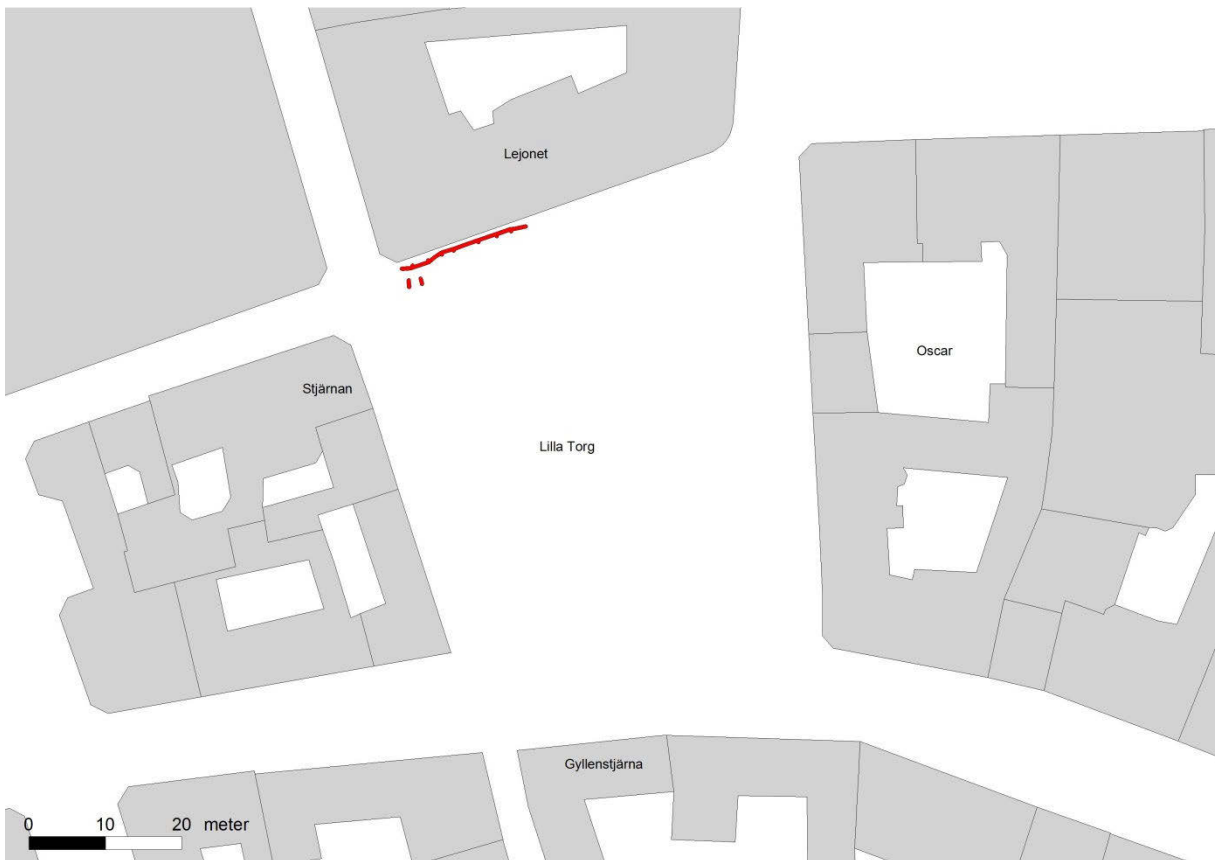 Lejonet
Oscar
Stjärnan
Lilla Torg
Gyllenstjärna
0 10 20 meter